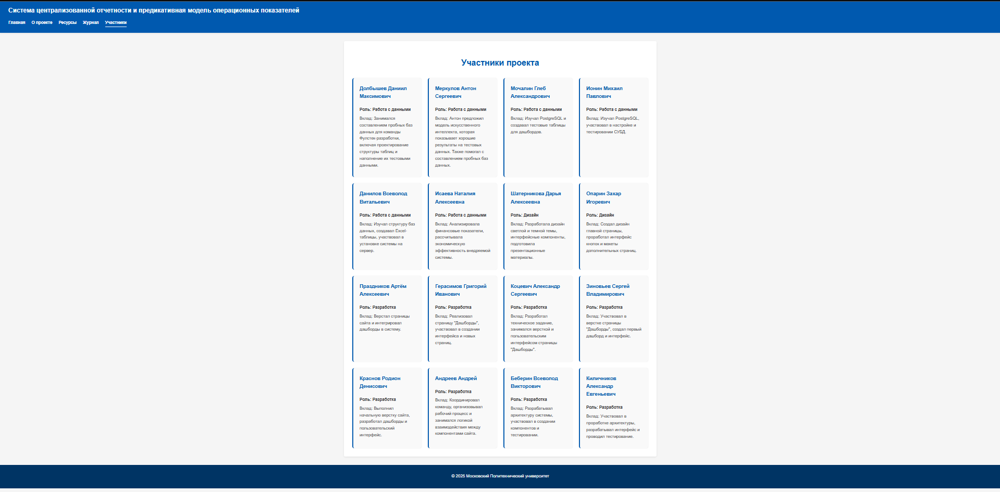 Система централизованной отчетности и предикативная модель операционных показателей
Главная О проекте Ресурсы Журнал Участники
Участники проекта
Долбышев Даниил
Максимович
Роль: Работа с данными
Вклад: Занимался
составлением пробных баз
данных для команды
Фулстек-разработки,
включая проектирование
структуры таблиц и
наполнение их тестовыми
данными.
Меркулов Антон
Сергеевич
Роль: Работа с данными
Вклад: Антон предложил
модель искусственного
интеллекта, которая
показывает хорошие
результаты на тестовых
данных. Также помогал с
составлением пробных баз
данных.
Мочалин Глеб
Александрович
Роль: Работа с данными
Вклад: Изучал PostgreSQL и
создавал тестовые таблицы
для дашбордов.
Ионин Михаил
Павлович
Роль: Работа с данными
Вклад: Изучал PostgreSQL,
участвовал в настройке и
тестировании СУБД.
Данилов Всеволод
Витальевич
Роль: Работа с данными
Вклад: Изучал структуру баз
данных, создавал Excel-
таблицы, участвовал в
установке системы на
сервер.
Исаева Наталия
Алексеевна
Роль: Работа с данными
Вклад: Анализировала
финансовые показатели,
рассчитывала
экономическую
эффективность внедряемой
системы.
Шатерникова Дарья
Алексеевна
Роль: Дизайн
Вклад: Разработала дизайн
светлой и темной темы,
интерфейсные компоненты,
подготовила
презентационные
материалы.
Опарин Захар
Игоревич
Роль: Дизайн
Вклад: Создал дизайн
главной страницы,
проработал интерфейс
кнопок и макеты
дополнительных страниц.
Праздников Артём
Алексеевич
Роль: Разработка
Вклад: Верстал страницы
сайта и интегрировал
дашборды в систему.
Герасимов Григорий
Иванович
Роль: Разработка
Вклад: Реализовал
страницу "Дашборды",
участвовал в создании
интерфейса и новых
страниц.
Коцевич Александр
Сергеевич
Роль: Разработка
Вклад: Разработал
техническое задание,
занимался версткой и
пользовательским
интерфейсом страницы
"Дашборды".
Зиновьев Сергей
Владимирович
Роль: Разработка
Вклад: Участвовал в
верстке страницы
"Дашборды", создал первый
дашборд и интерфейс.
Краснов Родион
Денисович
Роль: Разработка
Вклад: Выполнил
начальную верстку сайта,
разработал дашборды и
пользовательский
интерфейс.
Андреев Андрей
Роль: Разработка
Вклад: Координировал
команду, организовывал
рабочий процесс и
занимался логикой
взаимодействия между
компонентами сайта.
Беберин Всеволод
Викторович
Роль: Разработка
Вклад: Разрабатывал
архитектуру системы,
участвовал в создании
компонентов и
тестировании.
Киличников
Александр
Евгеньевич
Роль: Разработка
Вклад: Участвовал в
проработке архитектуры,
разрабатывал интерфейс и
проводил тестирование.
© 2025 Московский Политехнический университет